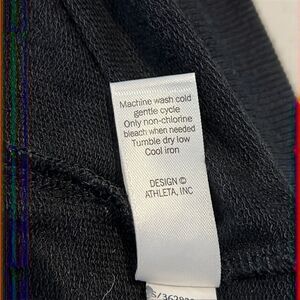 Machine wash cold
gentle cycle
Only non-chlorine
bleach when needed
Tumble dry low
Cool iron
DESIGN ©
ATHLETA, INC